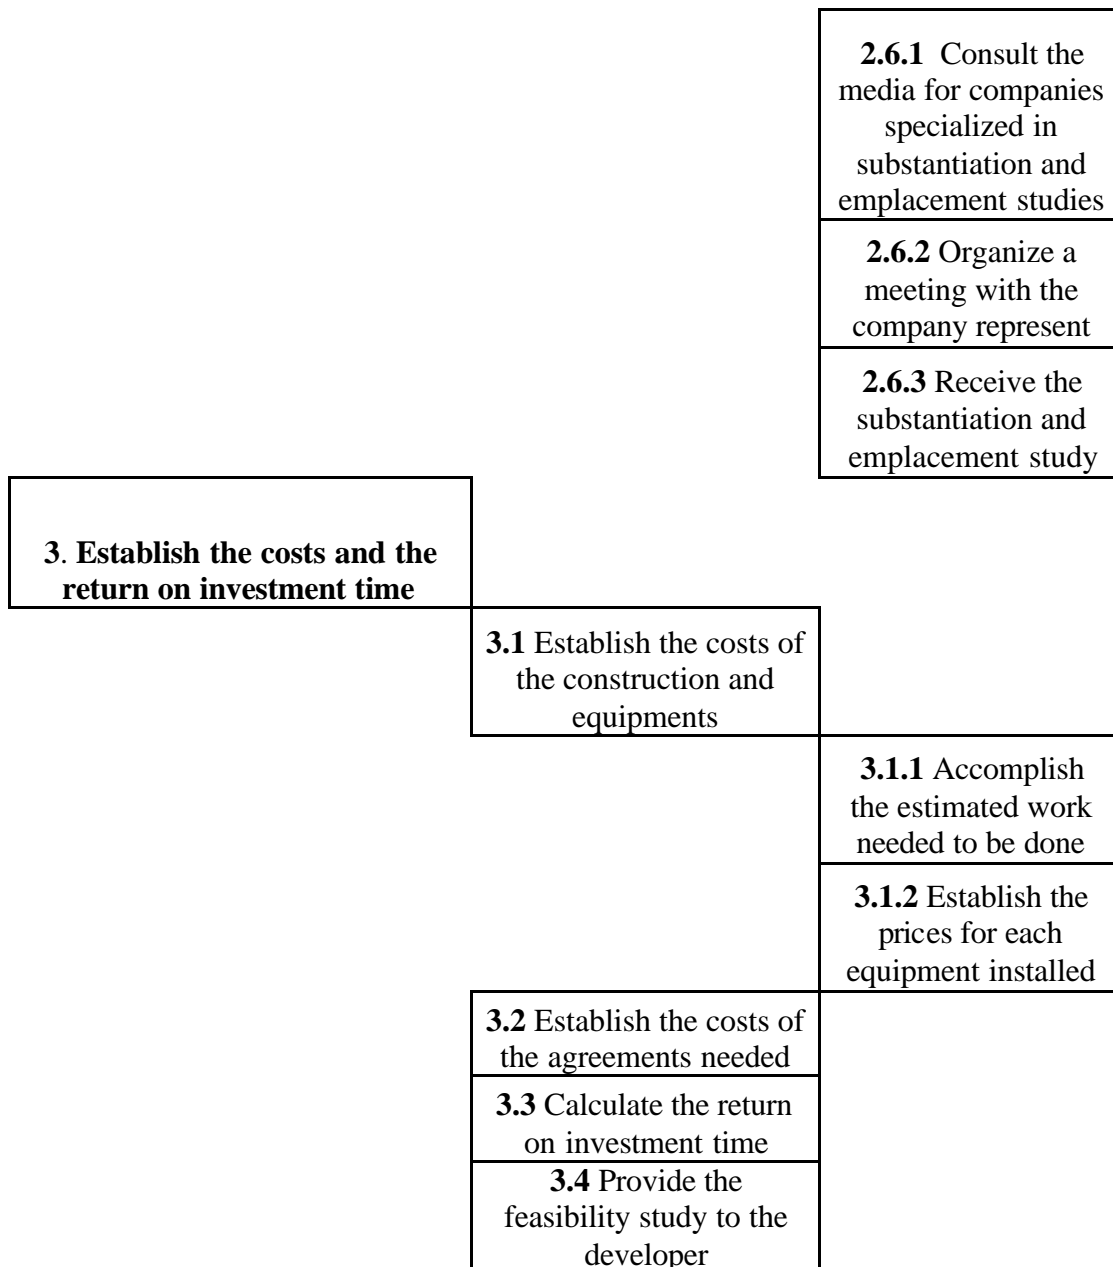 2.6.1 Consult the
media for companies
specialized in
substantiation and
emplacement studies
2.6.2 Organize a
meeting with the
company represent
2.6.3 Receive the
substantiation and
emplacement study
3. Establish the costs and the
return on investment time
3.1 Establish the costs of
the construction and
equipments
3.1.1 Accomplish
the estimated work
needed to be done
3.1.2 Establish the
prices for each
equipment installed
3.2 Establish the costs of
the agreements needed
3.3 Calculate the return
on investment time
3.4 Provide the
feasibility study to the
developer